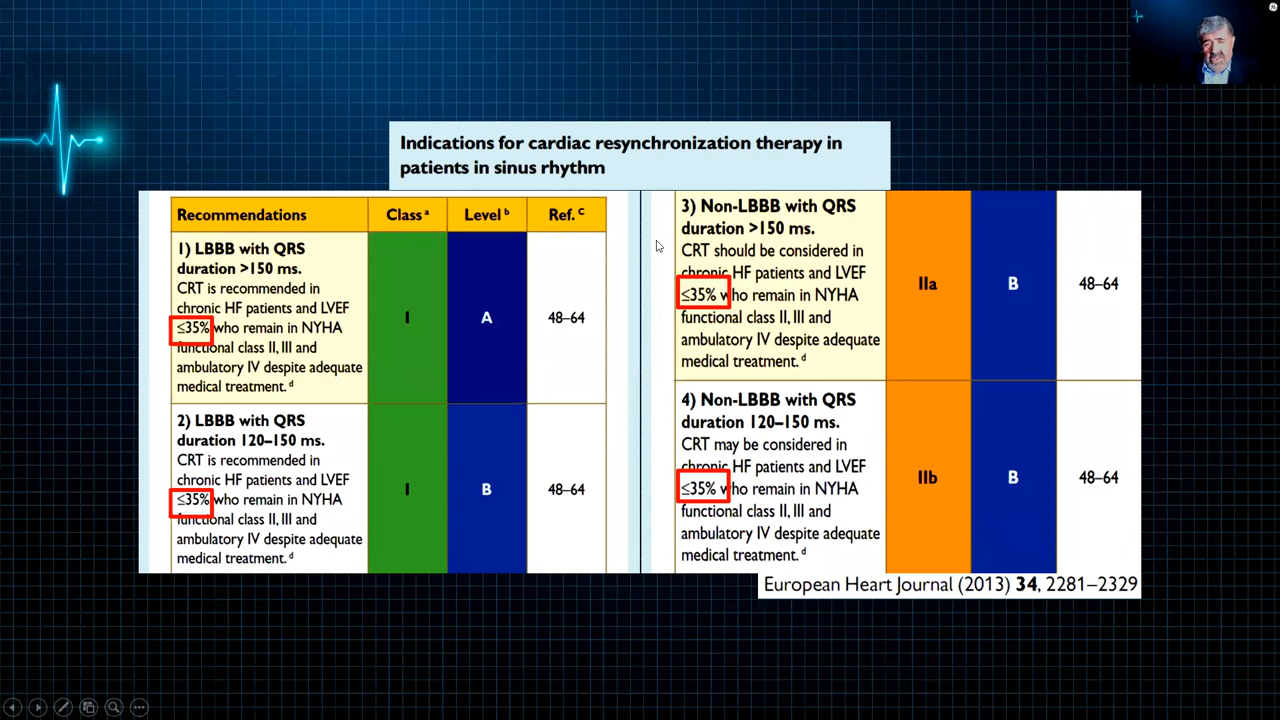 Indications for cardiac resynchronization therapy in
patients in sinus rhythm
Recommendations Class a Level b Ref. C
1) LBBB with QRS
duration >150 ms.
CRT is recommended in
chronic HF patients and LVEF
≤35% who remain in NYHA
functional class II, III and
ambulatory IV despite adequate
medical treatment. d
I A 48–64
2) LBBB with QRS
duration 120–150 ms.
CRT is recommended in
chronic HF patients and LVEF
≤35% who remain in NYHA
functional class II, III and
ambulatory IV despite adequate
medical treatment. d
I B 48–64
3) Non-LBBB with QRS
duration >150 ms.
CRT should be considered in
chronic HF patients and LVEF
≤35% who remain in NYHA
functional class II, III and
ambulatory IV despite adequate
medical treatment. d
IIa B 48–64
4) Non-LBBB with QRS
duration 120–150 ms.
CRT may be considered in
chronic HF patients and LVEF
≤35% who remain in NYHA
functional class II, III and
ambulatory IV despite adequate
medical treatment. d
IIb B 48–64
European Heart Journal (2013) 34, 2281–2329